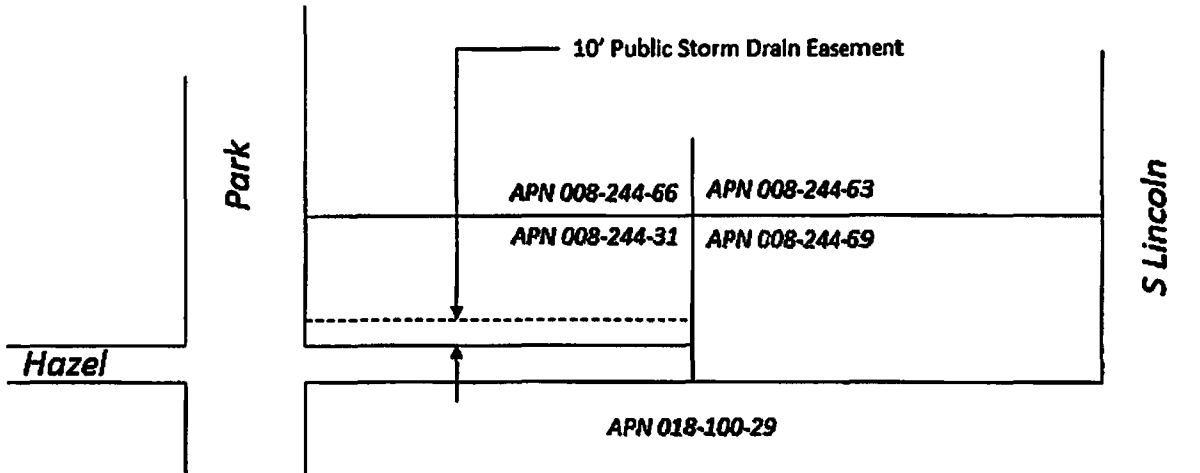 10' Public Storm Drain Easement
Park
APN 008-244-66
APN 008-244-63
S Lincoln
APN 008-244-31
APN 008-244-69
Hazel
APN 018-100-29